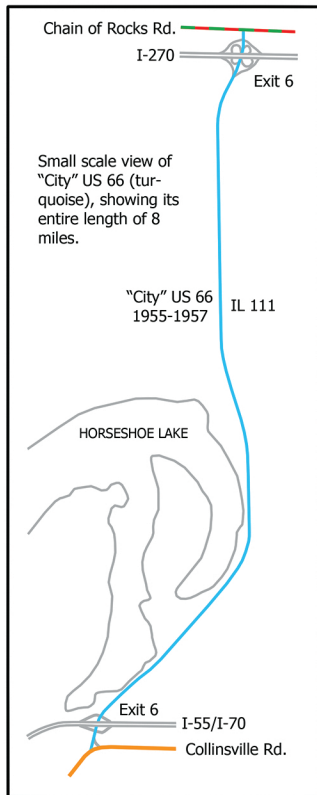 Chain of Rocks Rd.
I-270
Exit 6
Small scale view of
"City" US 66 (tur-
quoise), showing its
entire length of 8
miles.
"City" US 66
1955-1957
IL 111
HORSESHOE LAKE
Exit 6
I-55/I-70
Collinsville Rd.